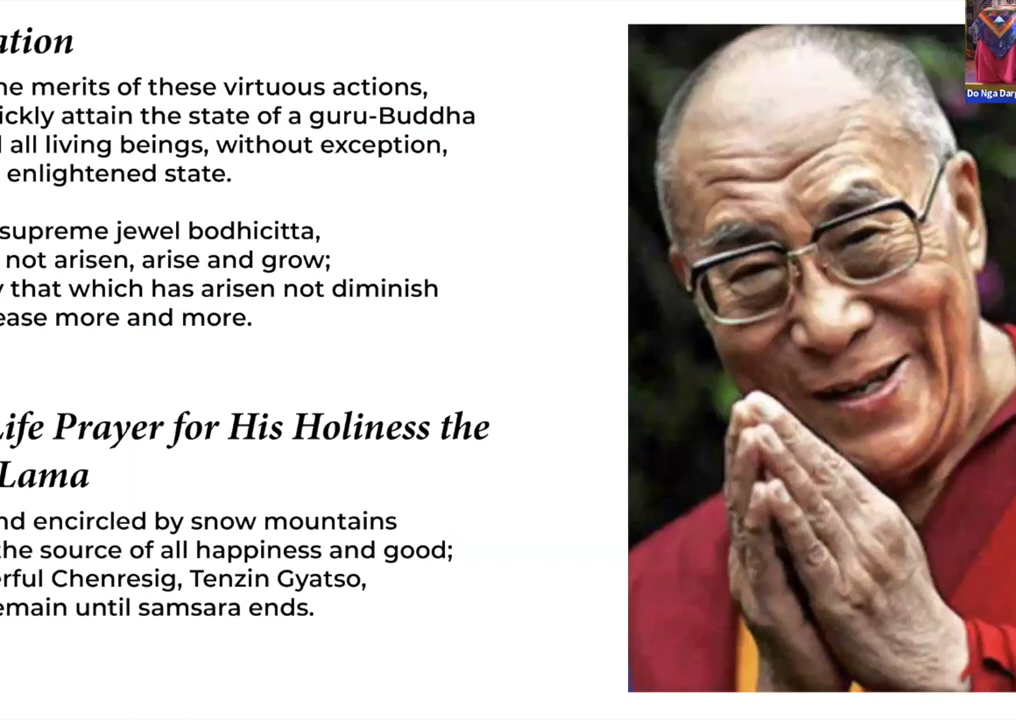 ation
he merits of these virtuous actions,
ickly attain the state of a guru-Buddha
all living beings, without exception,
enlightened state.
supreme jewel bodhicitta,
not arisen, arise and grow;
that which has arisen not diminish
ease more and more.
Life Prayer for His Holiness the
Lama
nd encircled by snow mountains
the source of all happiness and good;
erful Chenresig, Tenzin Gyatso,
emain until samsara ends.
Do Nga Darg